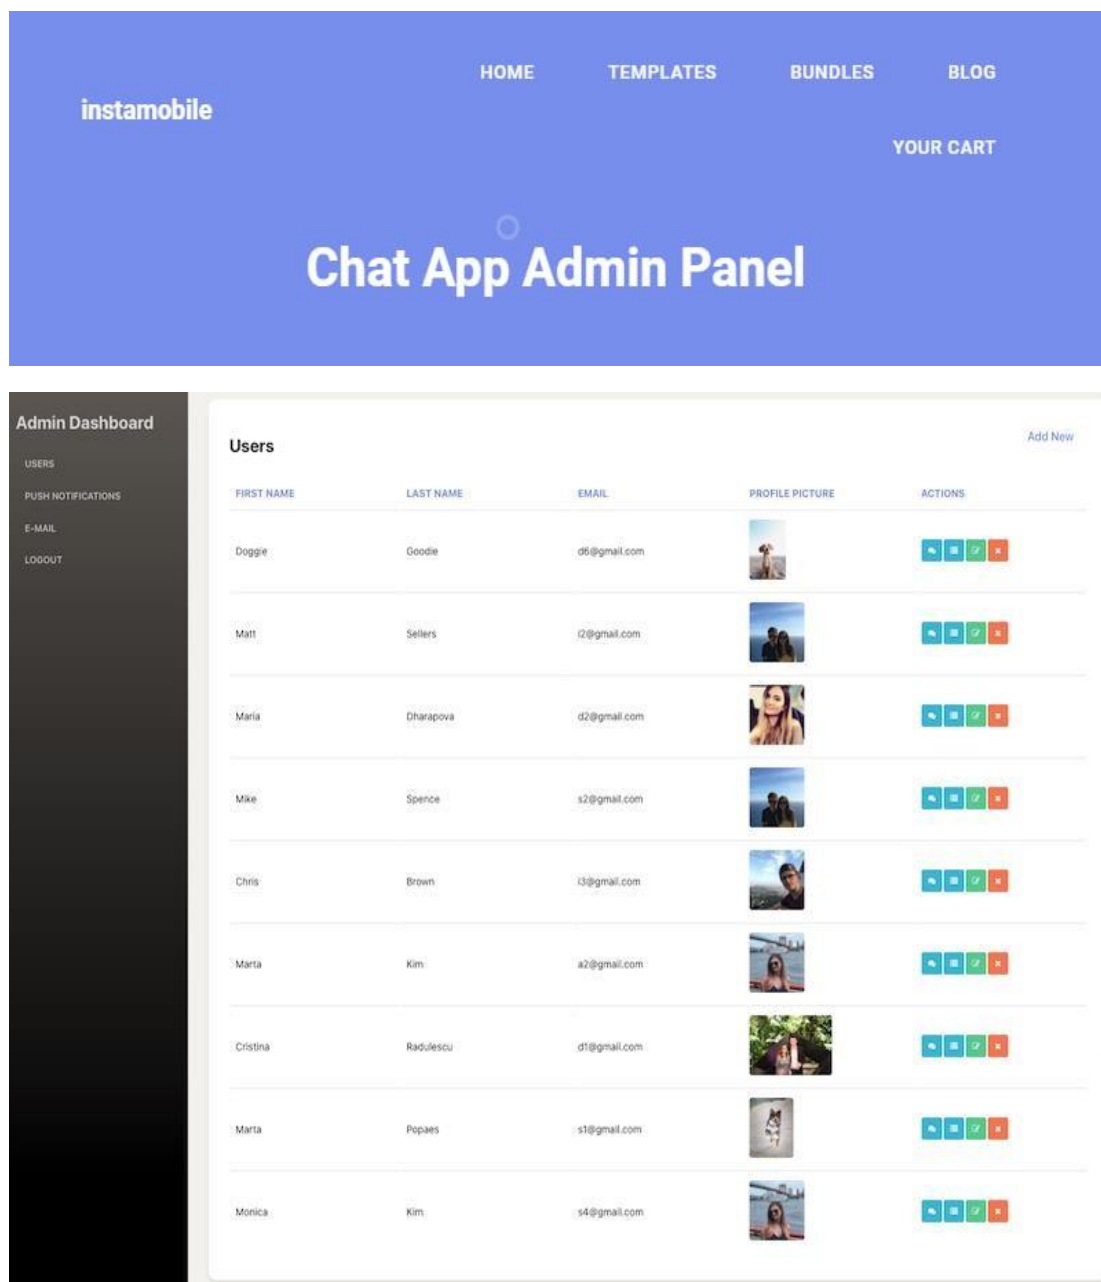 HOME TEMPLATES BUNDLES BLOG
instamobile
YOUR CART
Chat App Admin Panel
Admin Dashboard
USERS
PUSH NOTIFICATIONS
E-MAIL
LOGOUT
Users
Add New
FIRST NAME LAST NAME EMAIL PROFILE PICTURE ACTIONS
Doggie Goodie d6@gmail.com
Matt Sellers i2@gmail.com
Maria Dharapova d2@gmail.com
Mike Spence s2@gmail.com
Chris Brown i3@gmail.com
Marta Kim a2@gmail.com
Cristina Radulescu d1@gmail.com
Marta Popaes s1@gmail.com
Monica Kim s4@gmail.com